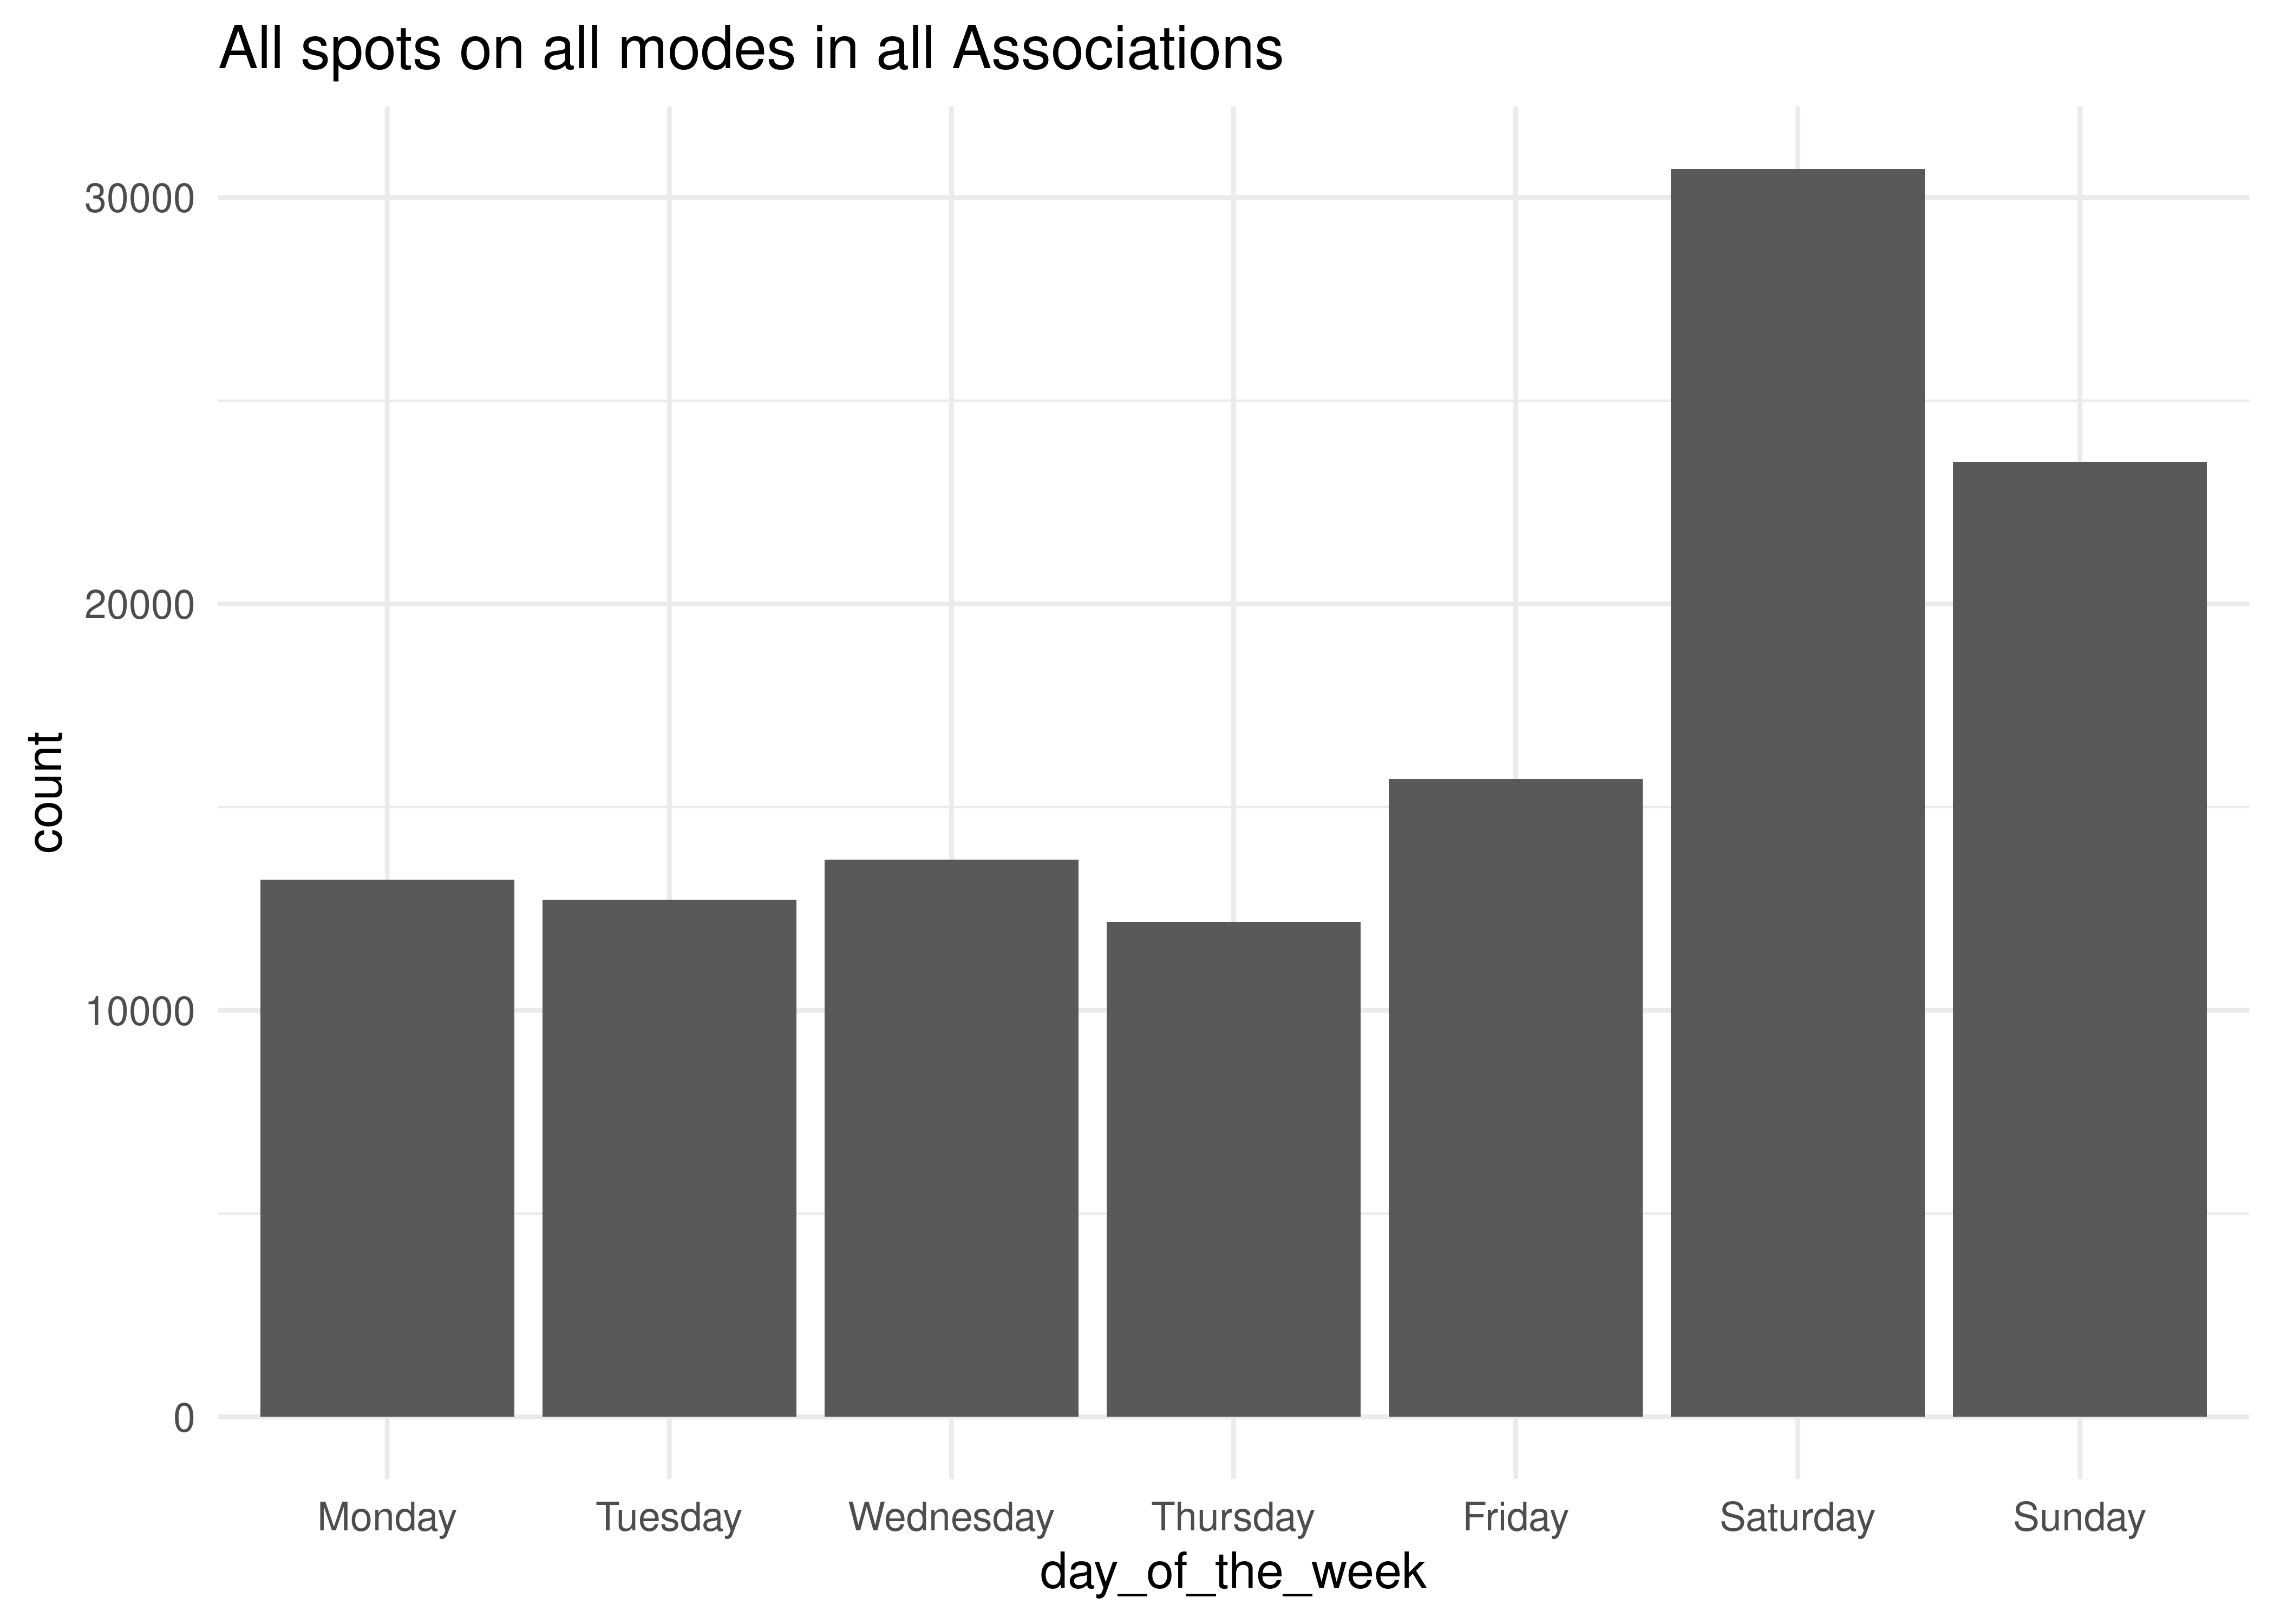 All spots on all modes in all Associations
30000
20000
10000
0
count
Monday Tuesday Wednesday Thursday Friday Saturday Sunday
day_of_the_week